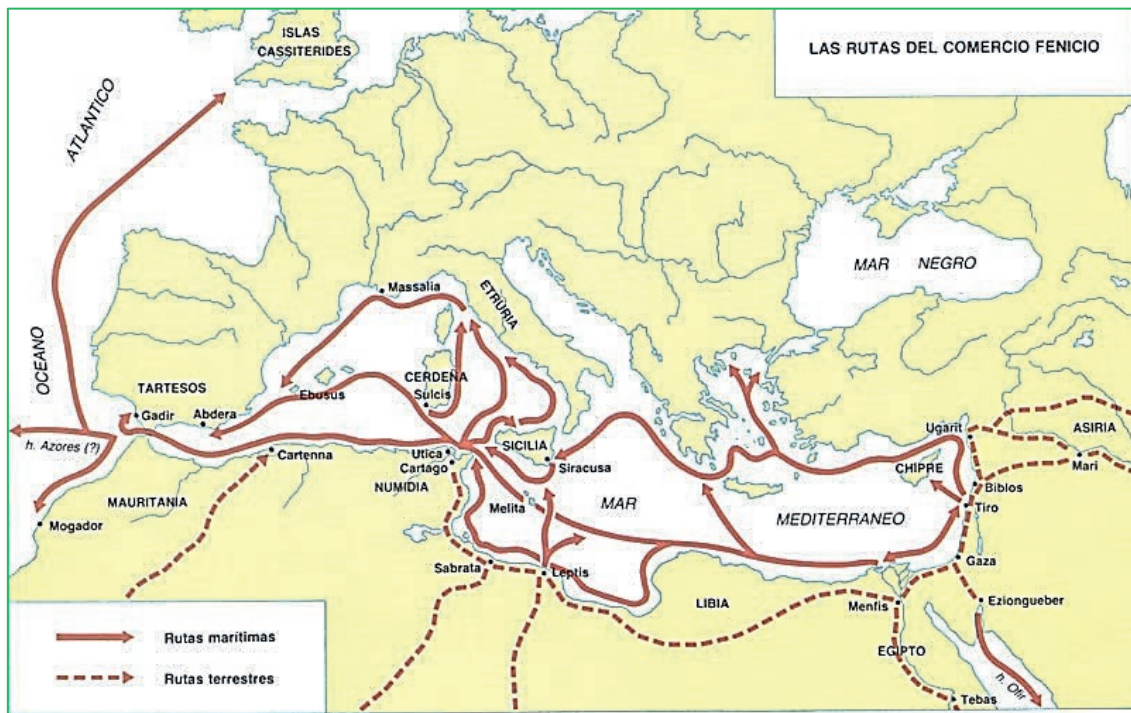 ISLAS
CASSITERIDES
LAS RUTAS DEL COMERCIO FENICIO
ATLANTICO
OCEANO
MAR NEGRO
Massalia
ETRURIA
CERDEÑA
Sulcis
Ebusus
TARTESOS
Gadir
Abdera
h. Azores (?)
Cartenna
Utica
Cartago
NUMIDIA
SICILIA
Siracusa
MAURITANIA
Mogador
Melita
MAR
MEDITERRANEO
Ugarit
ASIRIA
Mari
CHIPRE
Biblos
Tiro
Gaza
Sabrata
Leptis
LIBIA
Menfis
Eziongueber
EGIPTO
h. Ofir
Tebas
Rutas marítimas
Rutas terrestres